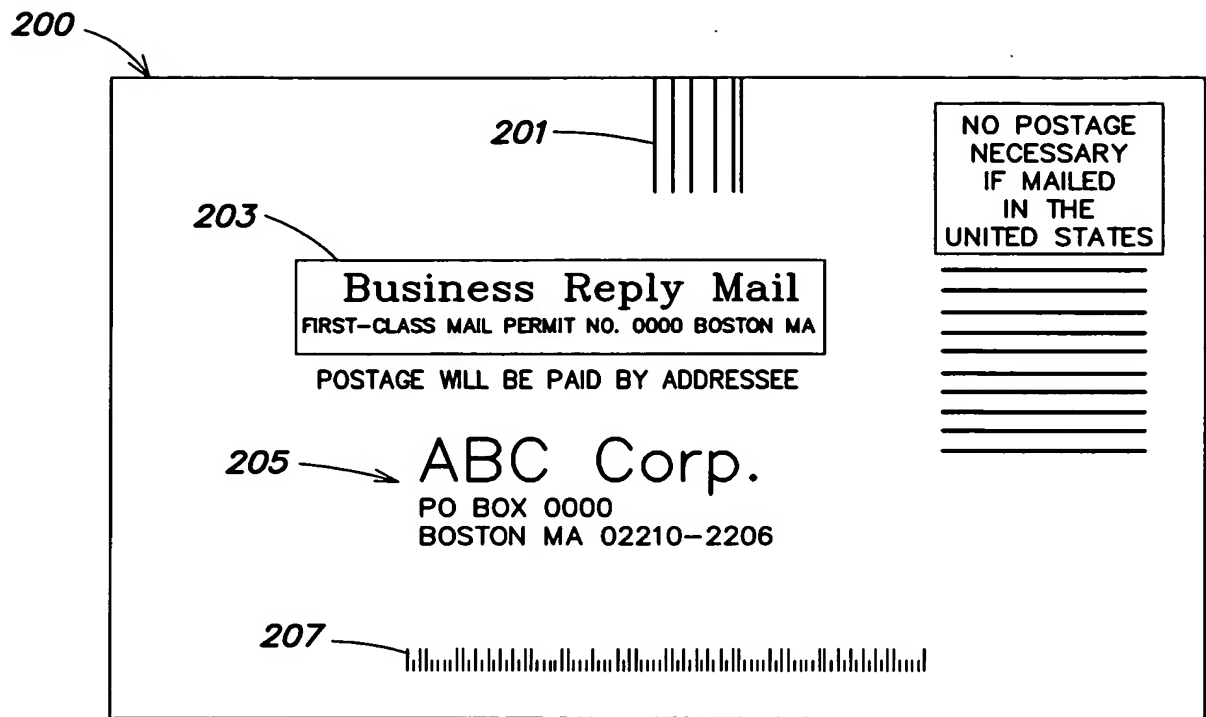 200
201
NO POSTAGE
NECESSARY
IF MAILED
IN THE
UNITED STATES
203
Business Reply Mail
FIRST-CLASS MAIL PERMIT NO. 0000 BOSTON MA
POSTAGE WILL BE PAID BY ADDRESSEE
205
ABC Corp.
PO BOX 0000
BOSTON MA 02210-2206
207